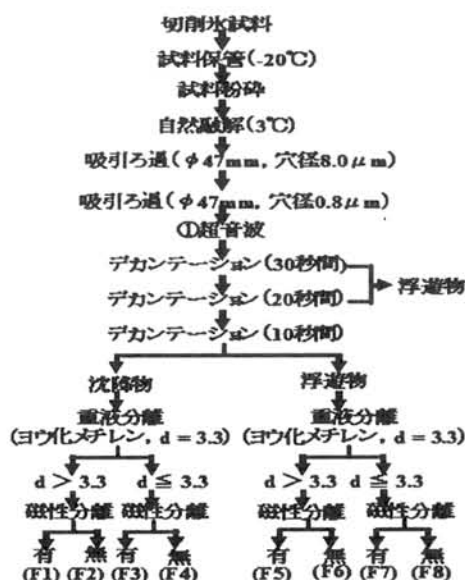 切削氷試料
試料保管(-20℃)
試料粉砕
自然融解(3℃)
吸引ろ過(φ47mm, 穴径8.0μm)
吸引ろ過(φ47mm, 穴径0.8μm)
①超音波
デカンテーション(30秒間)
デカンテーション(20秒間)
浮遊物
デカンテーション(10秒間)
沈降物 浮遊物
重液分離 重液分離
(ヨウ化メチレン, d = 3.3) (ヨウ化メチレン, d = 3.3)
d > 3.3 d ≦ 3.3 d > 3.3 d ≦ 3.3
磁性分離 磁性分離 磁性分離 磁性分離
有 無 有 無 有 無 有 無
(F1) (F2) (F3) (F4) (F5) (F6) (F7) (F8)